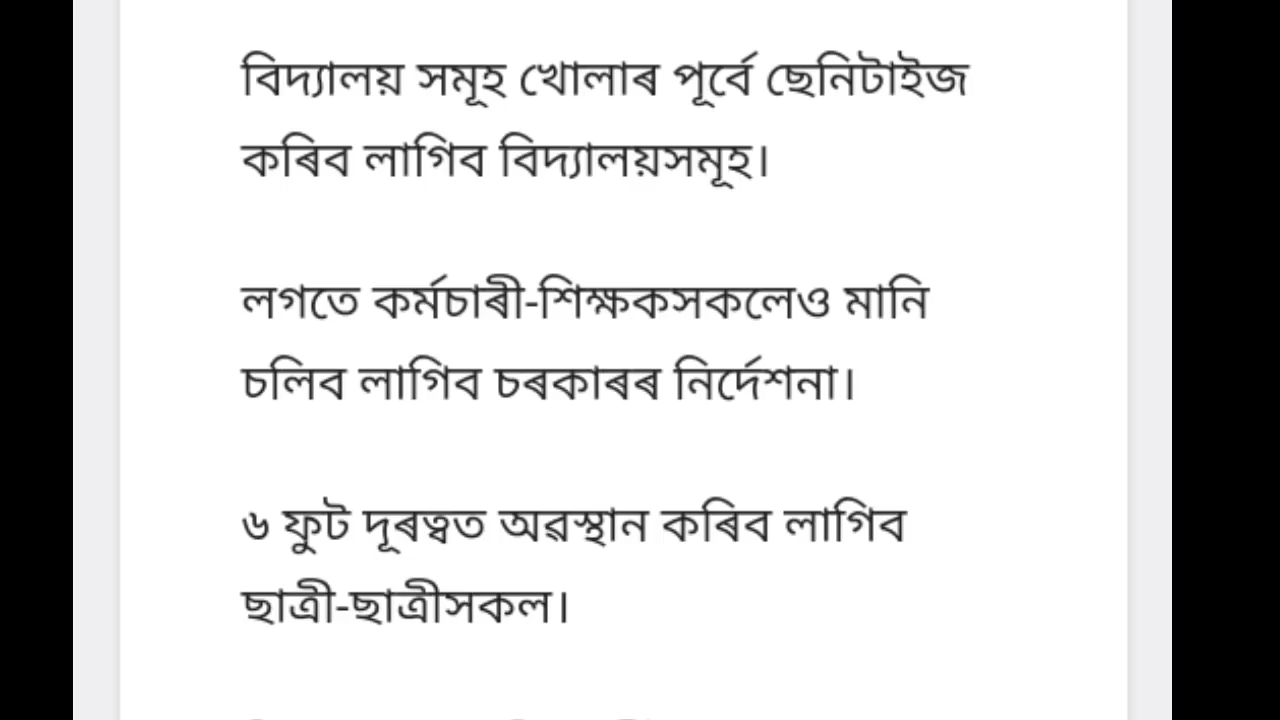 বিদ্যালয় সমূহ খোলাৰ পূৰ্বে ছেনিটাইজ
কৰিব লাগিব বিদ্যালয়সমূহ।
লগতে কৰ্মচাৰী-শিক্ষকসকলেও মানি
চলিব লাগিব চৰকাৰৰ নিৰ্দেশনা।
৬ ফুট দূৰত্বত অৱস্থান কৰিব লাগিব
ছাত্ৰী-ছাত্ৰীসকল।